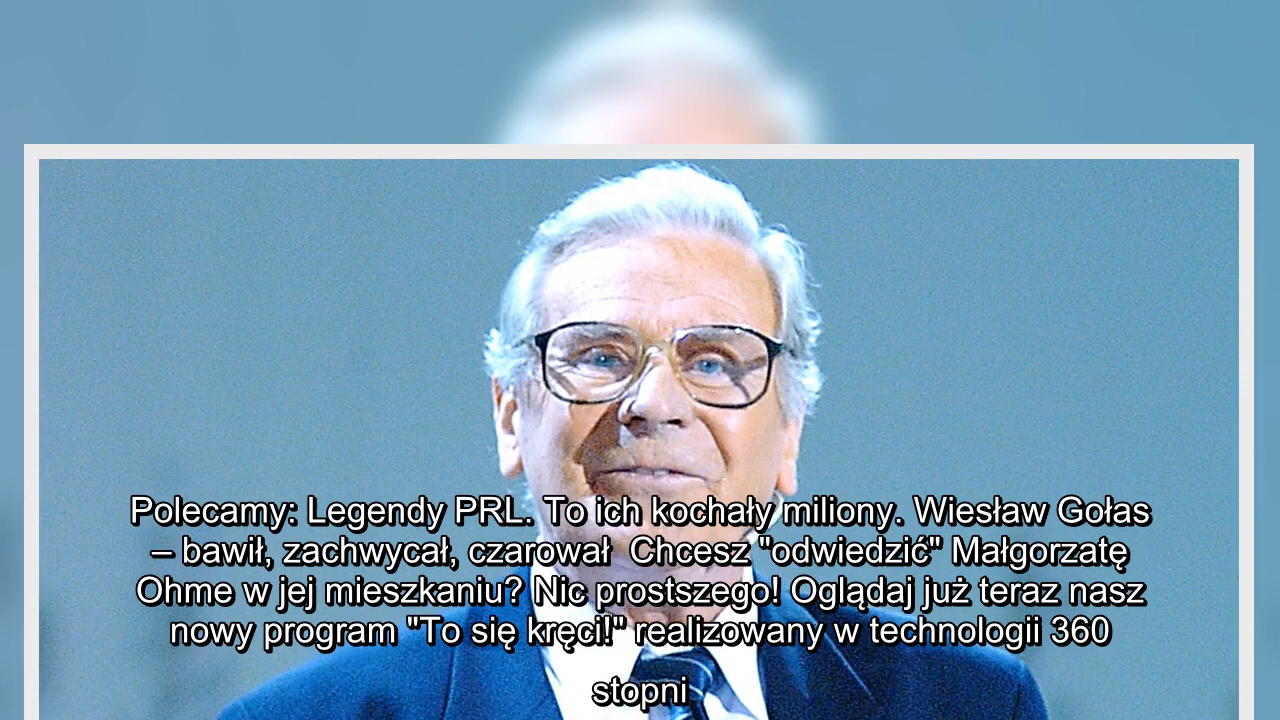 Polecamy: Legendy PRL. To ich kochały miliony. Wiesław Gołas
– bawił, zachwycał, czarował  Chcesz "odwiedzić" Małgorzatę
Ohme w jej mieszkaniu? Nic prostszego! Oglądaj już teraz nasz
nowy program "To się kręci!" realizowany w technologii 360
stopni